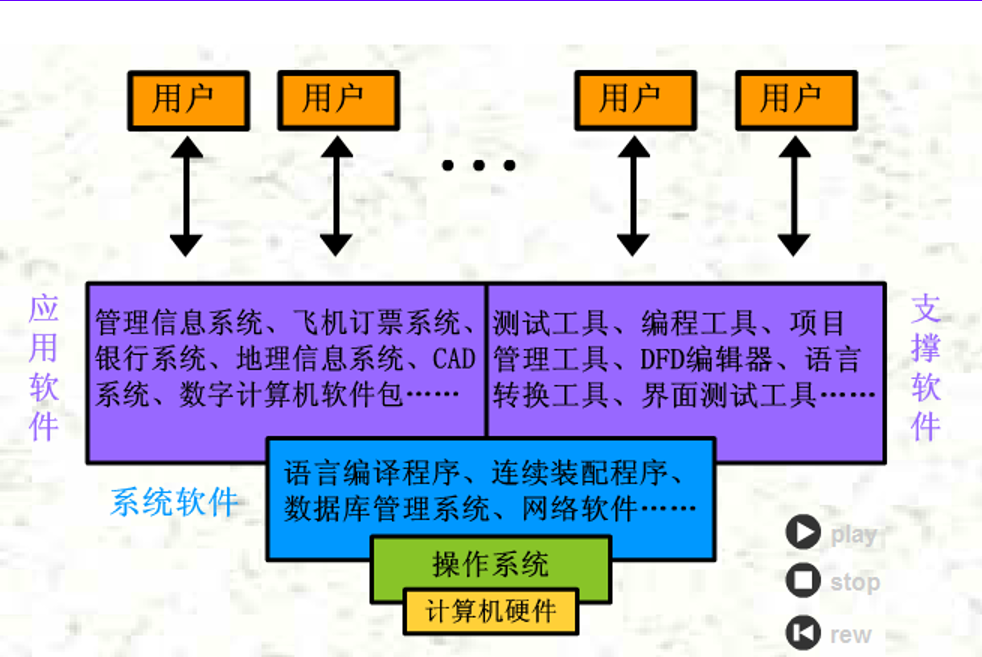 用户
用户
用户
用户
应用软件
管理信息系统、飞机订票系统、
银行系统、地理信息系统、CAD
系统、数字计算机软件包……
测试工具、编程工具、项目
管理工具、DFD编辑器、语言
转换工具、界面测试工具……
支撑软件
系统软件
语言编译程序、连续装配程序、
数据库管理系统、网络软件……
操作系统
计算机硬件
play
stop
rew